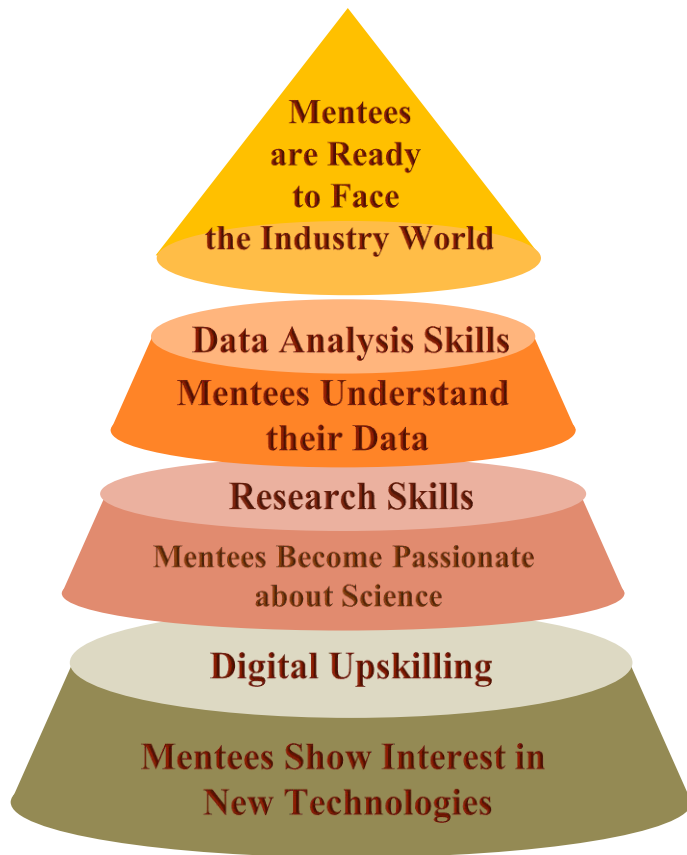 Mentees
are Ready
to Face
the Industry World
Data Analysis Skills
Mentees Understand
their Data
Research Skills
Mentees Become Passionate
about Science
Digital Upskilling
Mentees Show Interest in
New Technologies